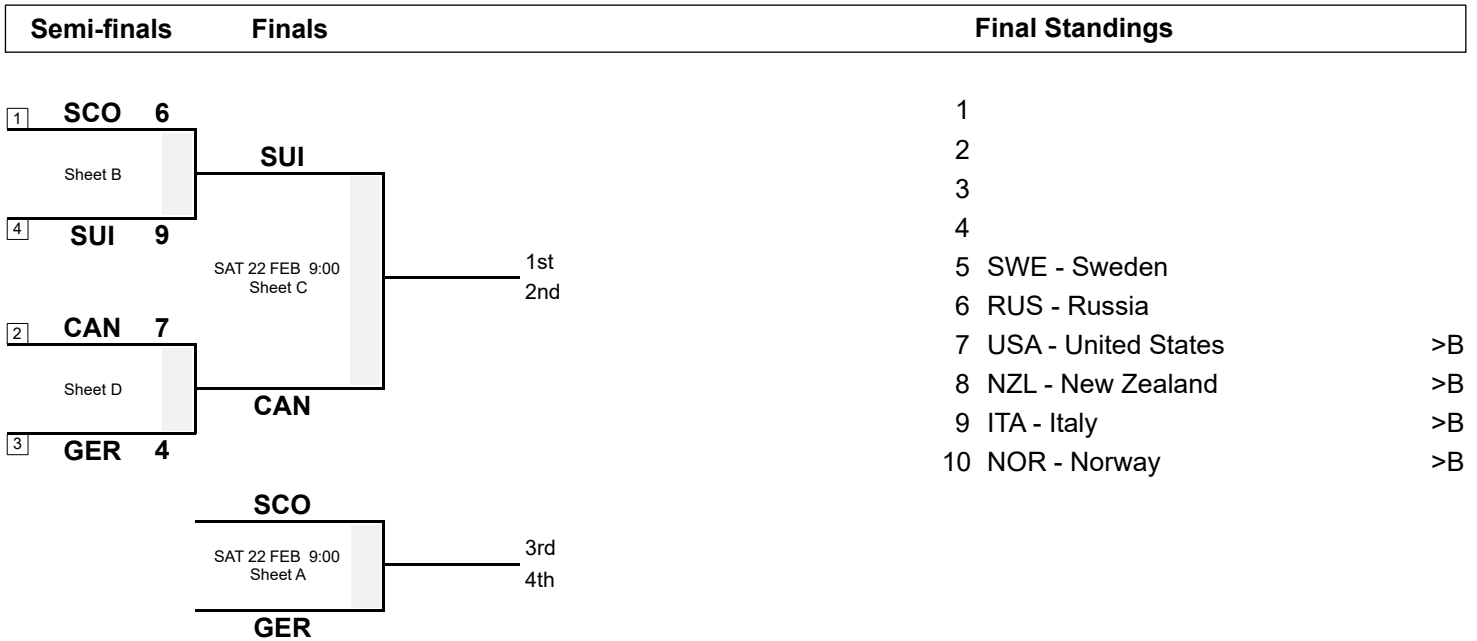 Semi-finals Finals Final Standings
1 SCO 6
Sheet B
4 SUI 9
SUI
SAT 22 FEB 9:00
Sheet C
CAN
1st
2nd
2 CAN 7
Sheet D
3 GER 4
SCO
SAT 22 FEB 9:00
Sheet A
GER
3rd
4th
1
2
3
4
5 SWE - Sweden
6 RUS - Russia
7 USA - United States >B
8 NZL - New Zealand >B
9 ITA - Italy >B
10 NOR - Norway >B